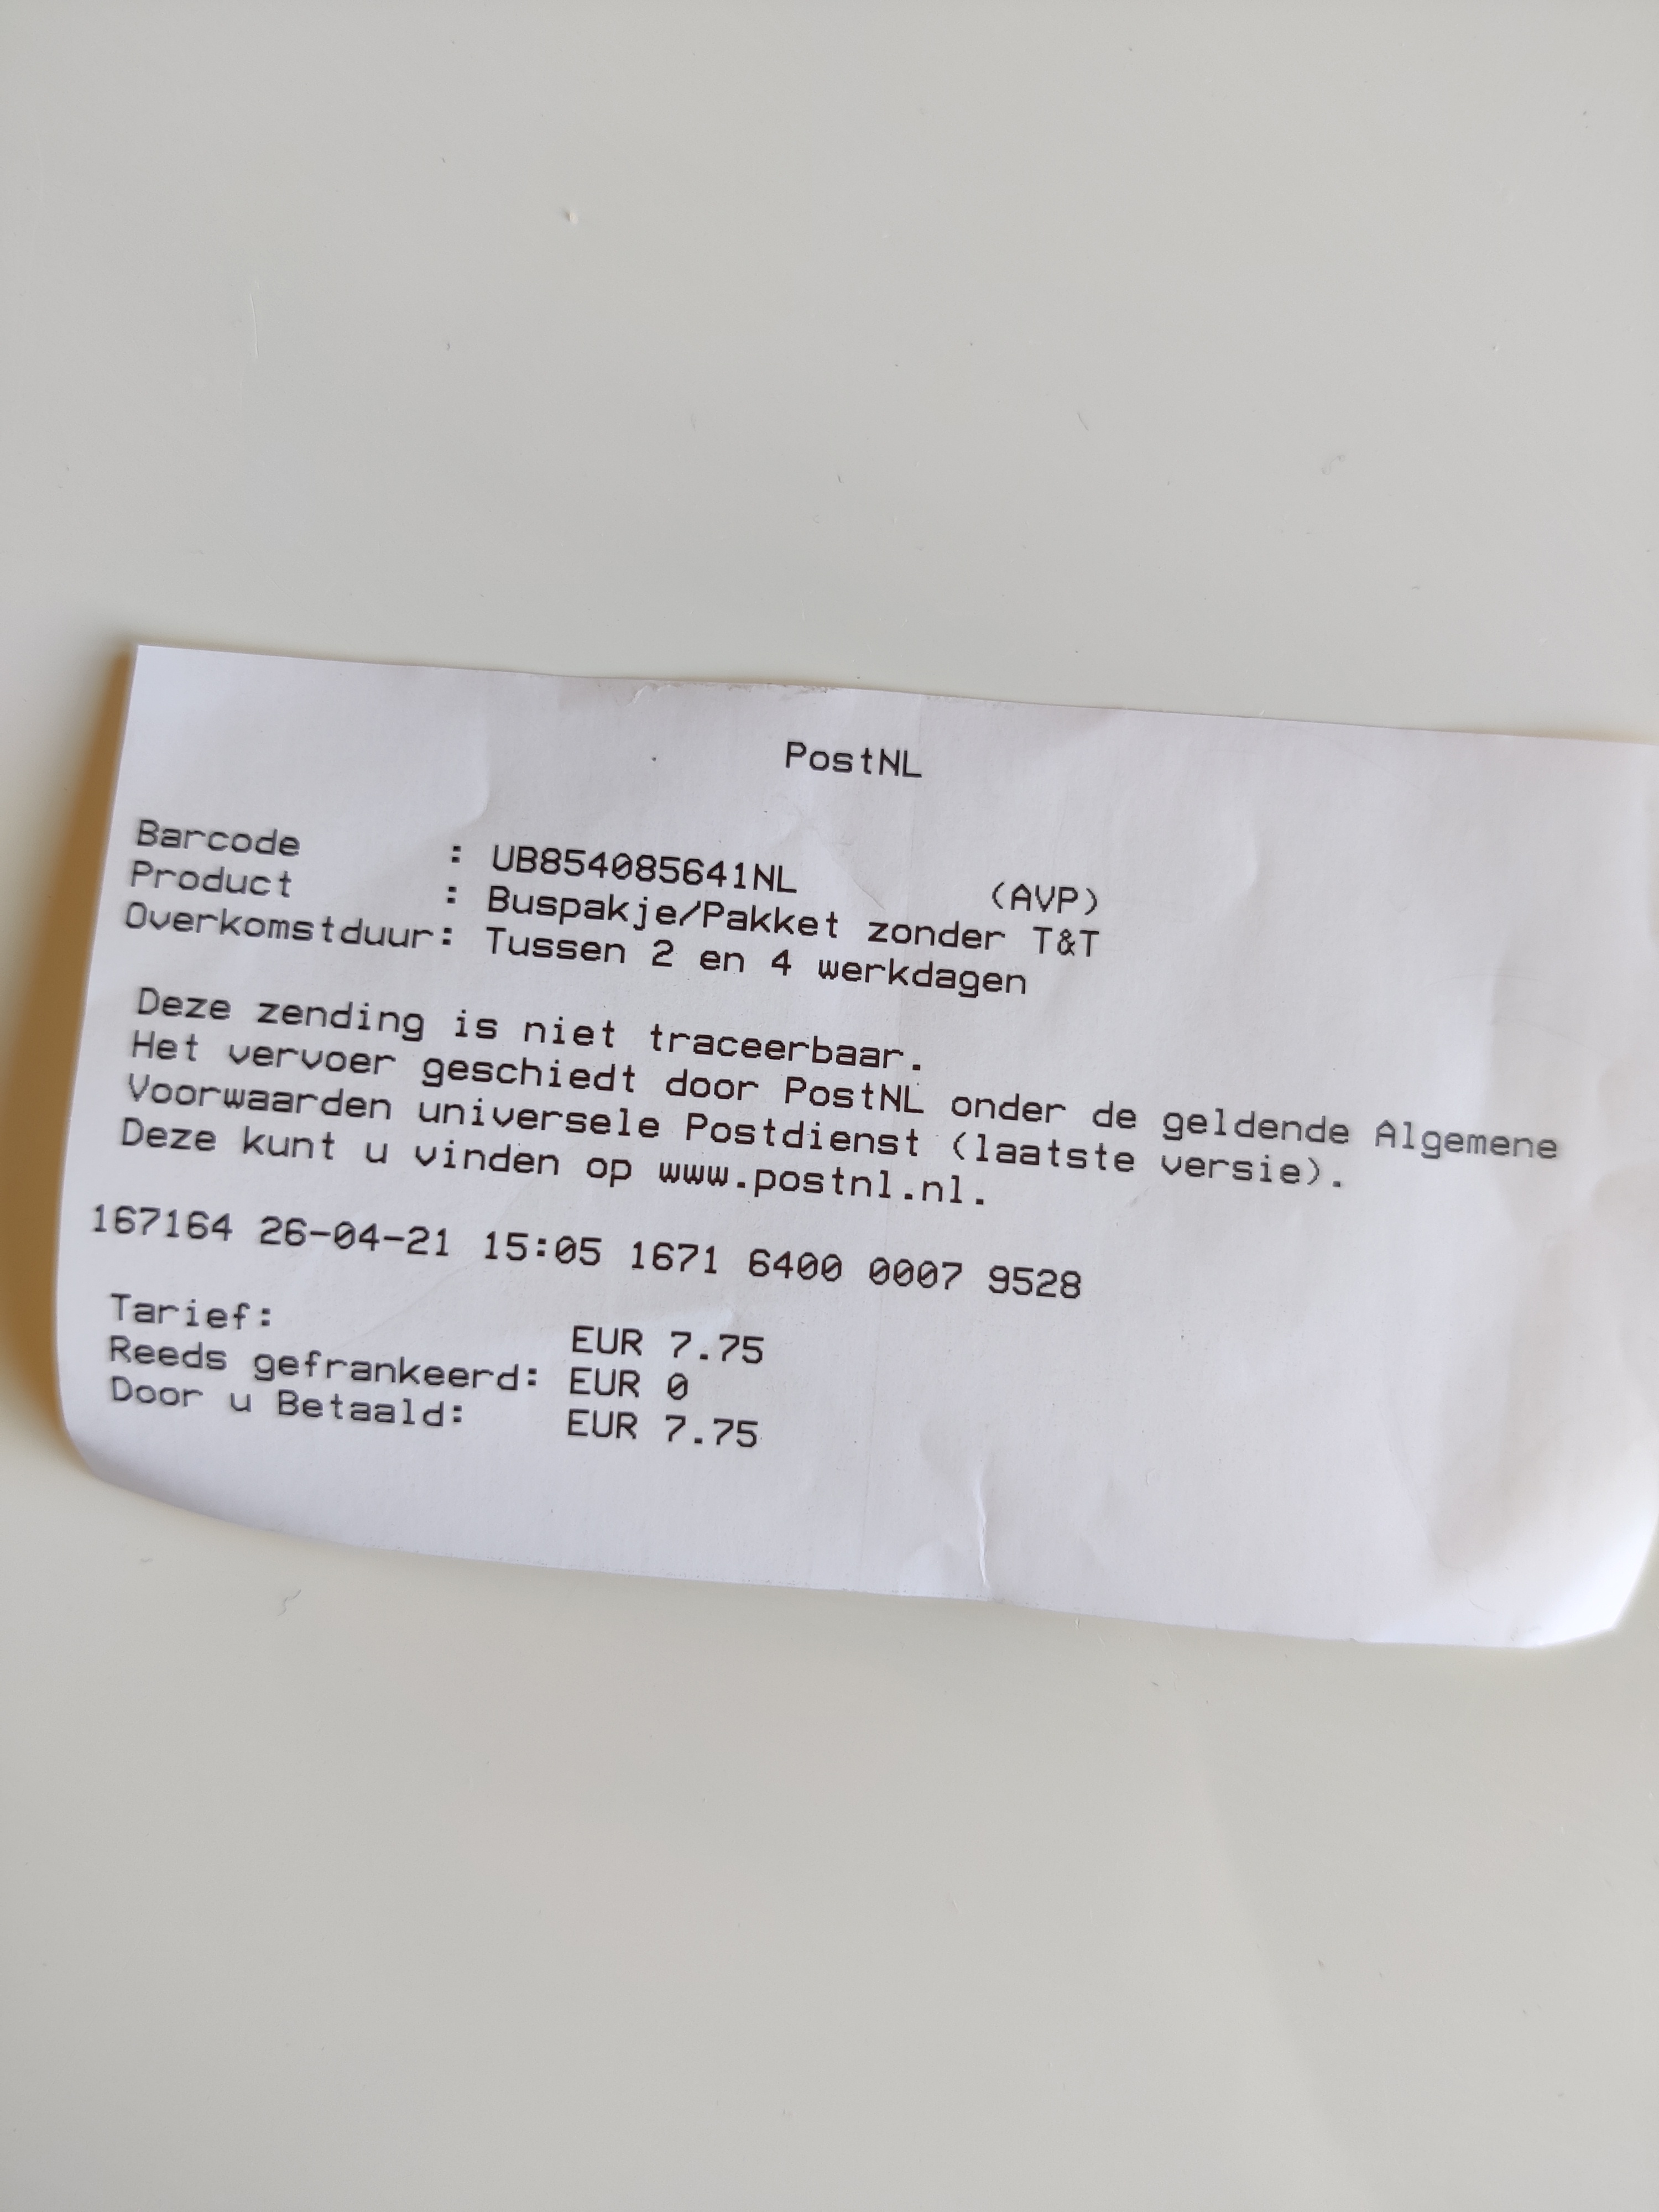 PostNL
Barcode : UB854085641NL (AVP)
Product : Buspakje/Pakket zonder T&T
Overkomstduur: Tussen 2 en 4 werkdagen
Deze zending is niet traceerbaar.
Het vervoer geschiedt door PostNL onder de geldende Algemene
Voorwaarden universele Postdienst (laatste versie).
Deze kunt u vinden op www.postnl.nl.
167164 26-04-21 15:05 1671 6400 0007 9528
Tarief: EUR 7.75
Reeds gefrankeerd: EUR 0
Door u Betaald: EUR 7.75